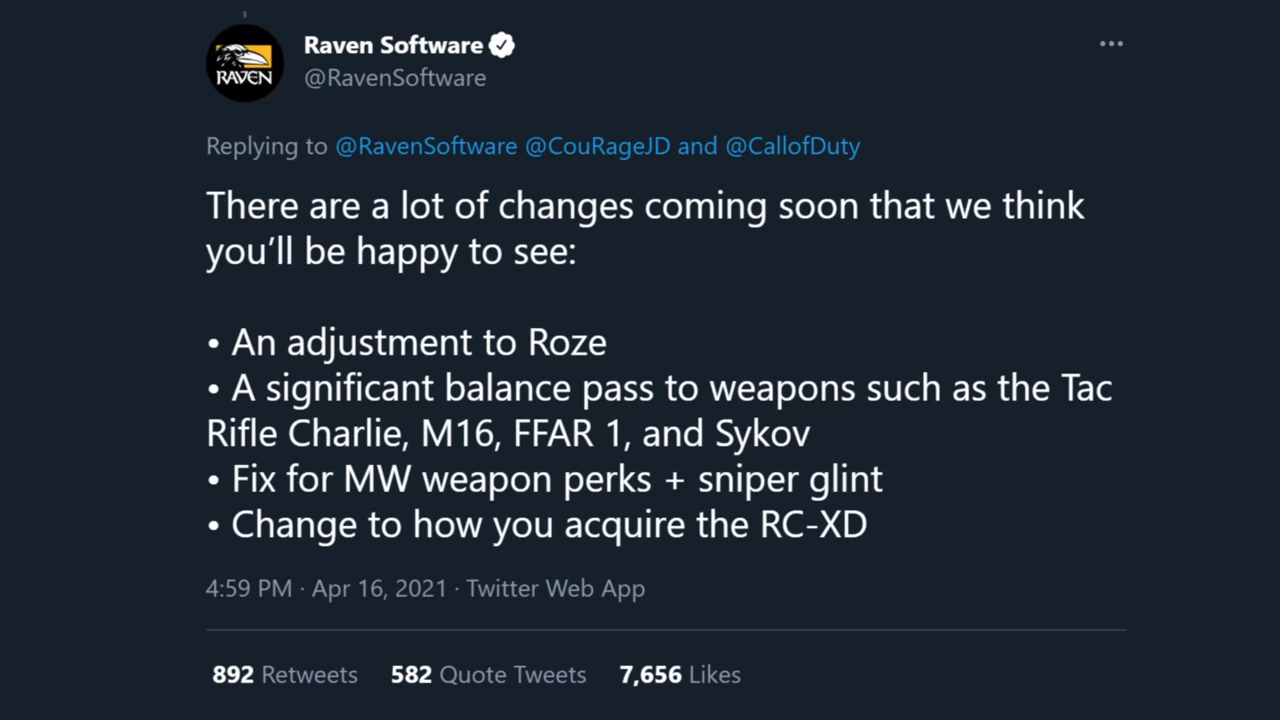 RAVEN
Raven Software
@RavenSoftware
Replying to @RavenSoftware @CouRageJD and @CallofDuty
There are a lot of changes coming soon that we think
you’ll be happy to see:
• An adjustment to Roze
• A significant balance pass to weapons such as the Tac
Rifle Charlie, M16, FFAR 1, and Sykov
• Fix for MW weapon perks + sniper glint
• Change to how you acquire the RC-XD
4:59 PM · Apr 16, 2021 · Twitter Web App
892 Retweets 582 Quote Tweets 7,656 Likes